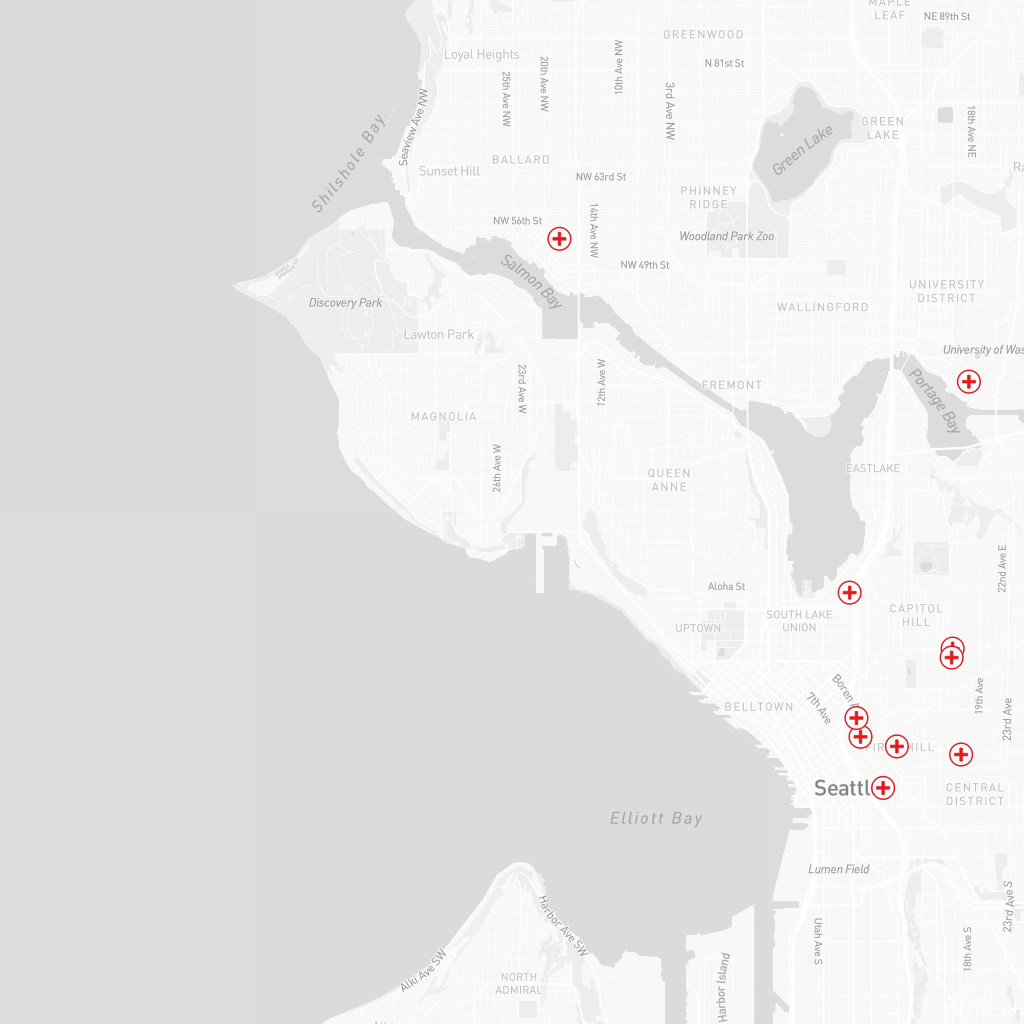 MAPLE
LEAF
NE 89th St
GREENWOOD
Loyal Heights
N 81st St
10th Ave NW
20th Ave NW
25th Ave NW
3rd Ave NW
Seaview Ave NW
Shilshole Bay
GREEN
LAKE
18th Ave NE
Green Lake
BALLARD
Sunset Hill
NW 63rd St
PHINNEY
RIDGE
NW 56th St
14th Ave NW
Woodland Park Zoo
NW 49th St
Salmon Bay
UNIVERSITY
DISTRICT
Discovery Park
WALLINGFORD
Lawton Park
University of Was
23rd Ave W
12th Ave W
FREMONT
Portage Bay
MAGNOLIA
26th Ave W
QUEEN
ANNE
EASTLAKE
22nd Ave E
Aloha St
SOUTH LAKE
UNION
CAPITOL
HILL
UPTOWN
Boren
7th Ave
19th Ave
23rd Ave
BELLTOWN
HILL
Seattl
CENTRAL
DISTRICT
Elliott Bay
Lumen Field
23rd Ave S
Harbor Ave SW
Utah Ave S
18th Ave S
Alki Ave SW
NORTH
ADMIRAL
Harbor Island